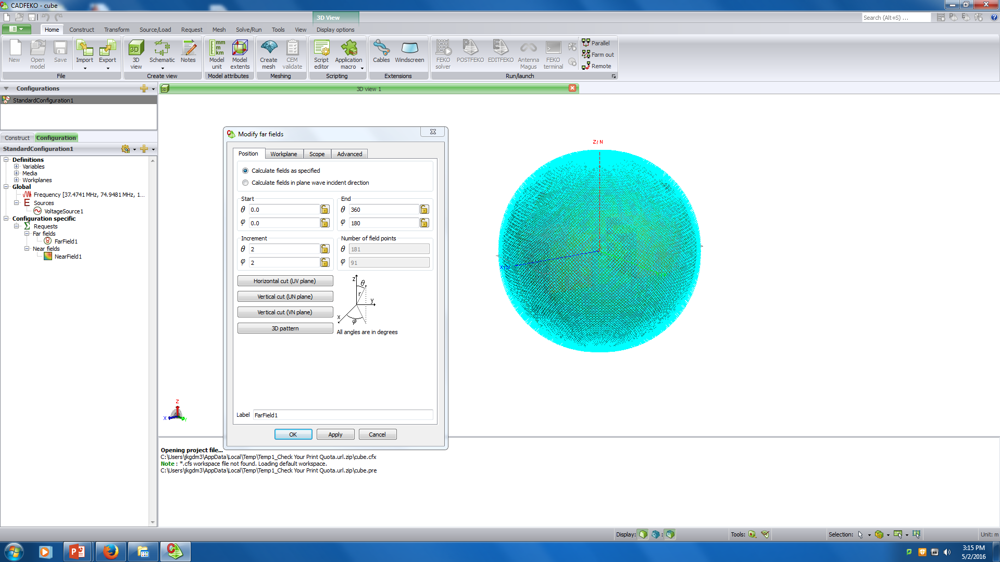 CADFEKO - cube
3D View
Search (Alt+S) ...
Home Construct Transform Source/Load Request Mesh Solve/Run Tools View Display options
New
Open model
Save
Import
Export
3D view
Schematic
Notes
mm
m
km
Model unit
Model extents
Create mesh
CEM validate
Script editor
Application macro
Cables
Windscreen
FEKO solver
POSTFEKO
EDITFEKO
Antenna Magus
FEKO terminal
Parallel
Farm out
Remote
File
Create view
Model attributes
Meshing
Scripting
Extensions
Run/launch
Configurations
StandardConfiguration1
3D view 1
Construct Configuration
StandardConfiguration1
Definitions
Variables
Media
Workplanes
Global
Frequency [37.4741 MHz, 74.9481 MHz, 1...
Sources
VoltageSource1
Configuration specific
Requests
Far fields
FarField1
Near fields
NearField1
Modify far fields
Position Workplane Scope Advanced
Calculate fields as specified
Calculate fields in plane wave incident direction
Start
θ 0.0
φ 0.0
End
θ 360
φ 180
Increment
θ 2
φ 2
Number of field points
θ 181
φ 91
Horizontal cut (UV plane)
Vertical cut (UN plane)
Vertical cut (VN plane)
3D pattern
z
θ
r
y
x
φ
All angles are in degrees
Label FarField1
OK Apply Cancel
Z/N
Z
X
Y
Opening project file...
C:\Users\jkgdm3\AppData\Local\Temp\Temp1_Check Your Print Quota.url.zip\cube.cfx
Note : *.cfs workspace file not found. Loading default workspace.
C:\Users\jkgdm3\AppData\Local\Temp\Temp1_Check Your Print Quota.url.zip\cube.pre
Display:
Tools:
Selection:
Unit: m
3:15 PM
5/2/2016